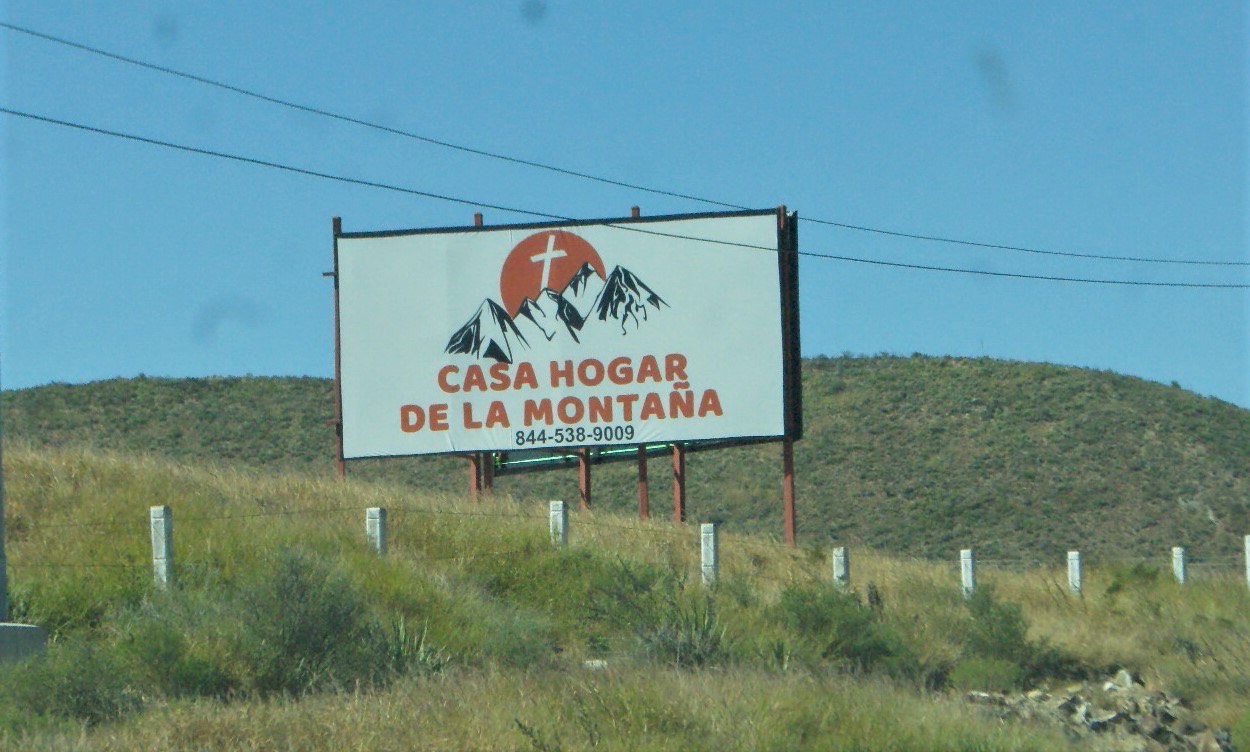 CASA HOGAR
DE LA MONTAÑA
844-538-9009